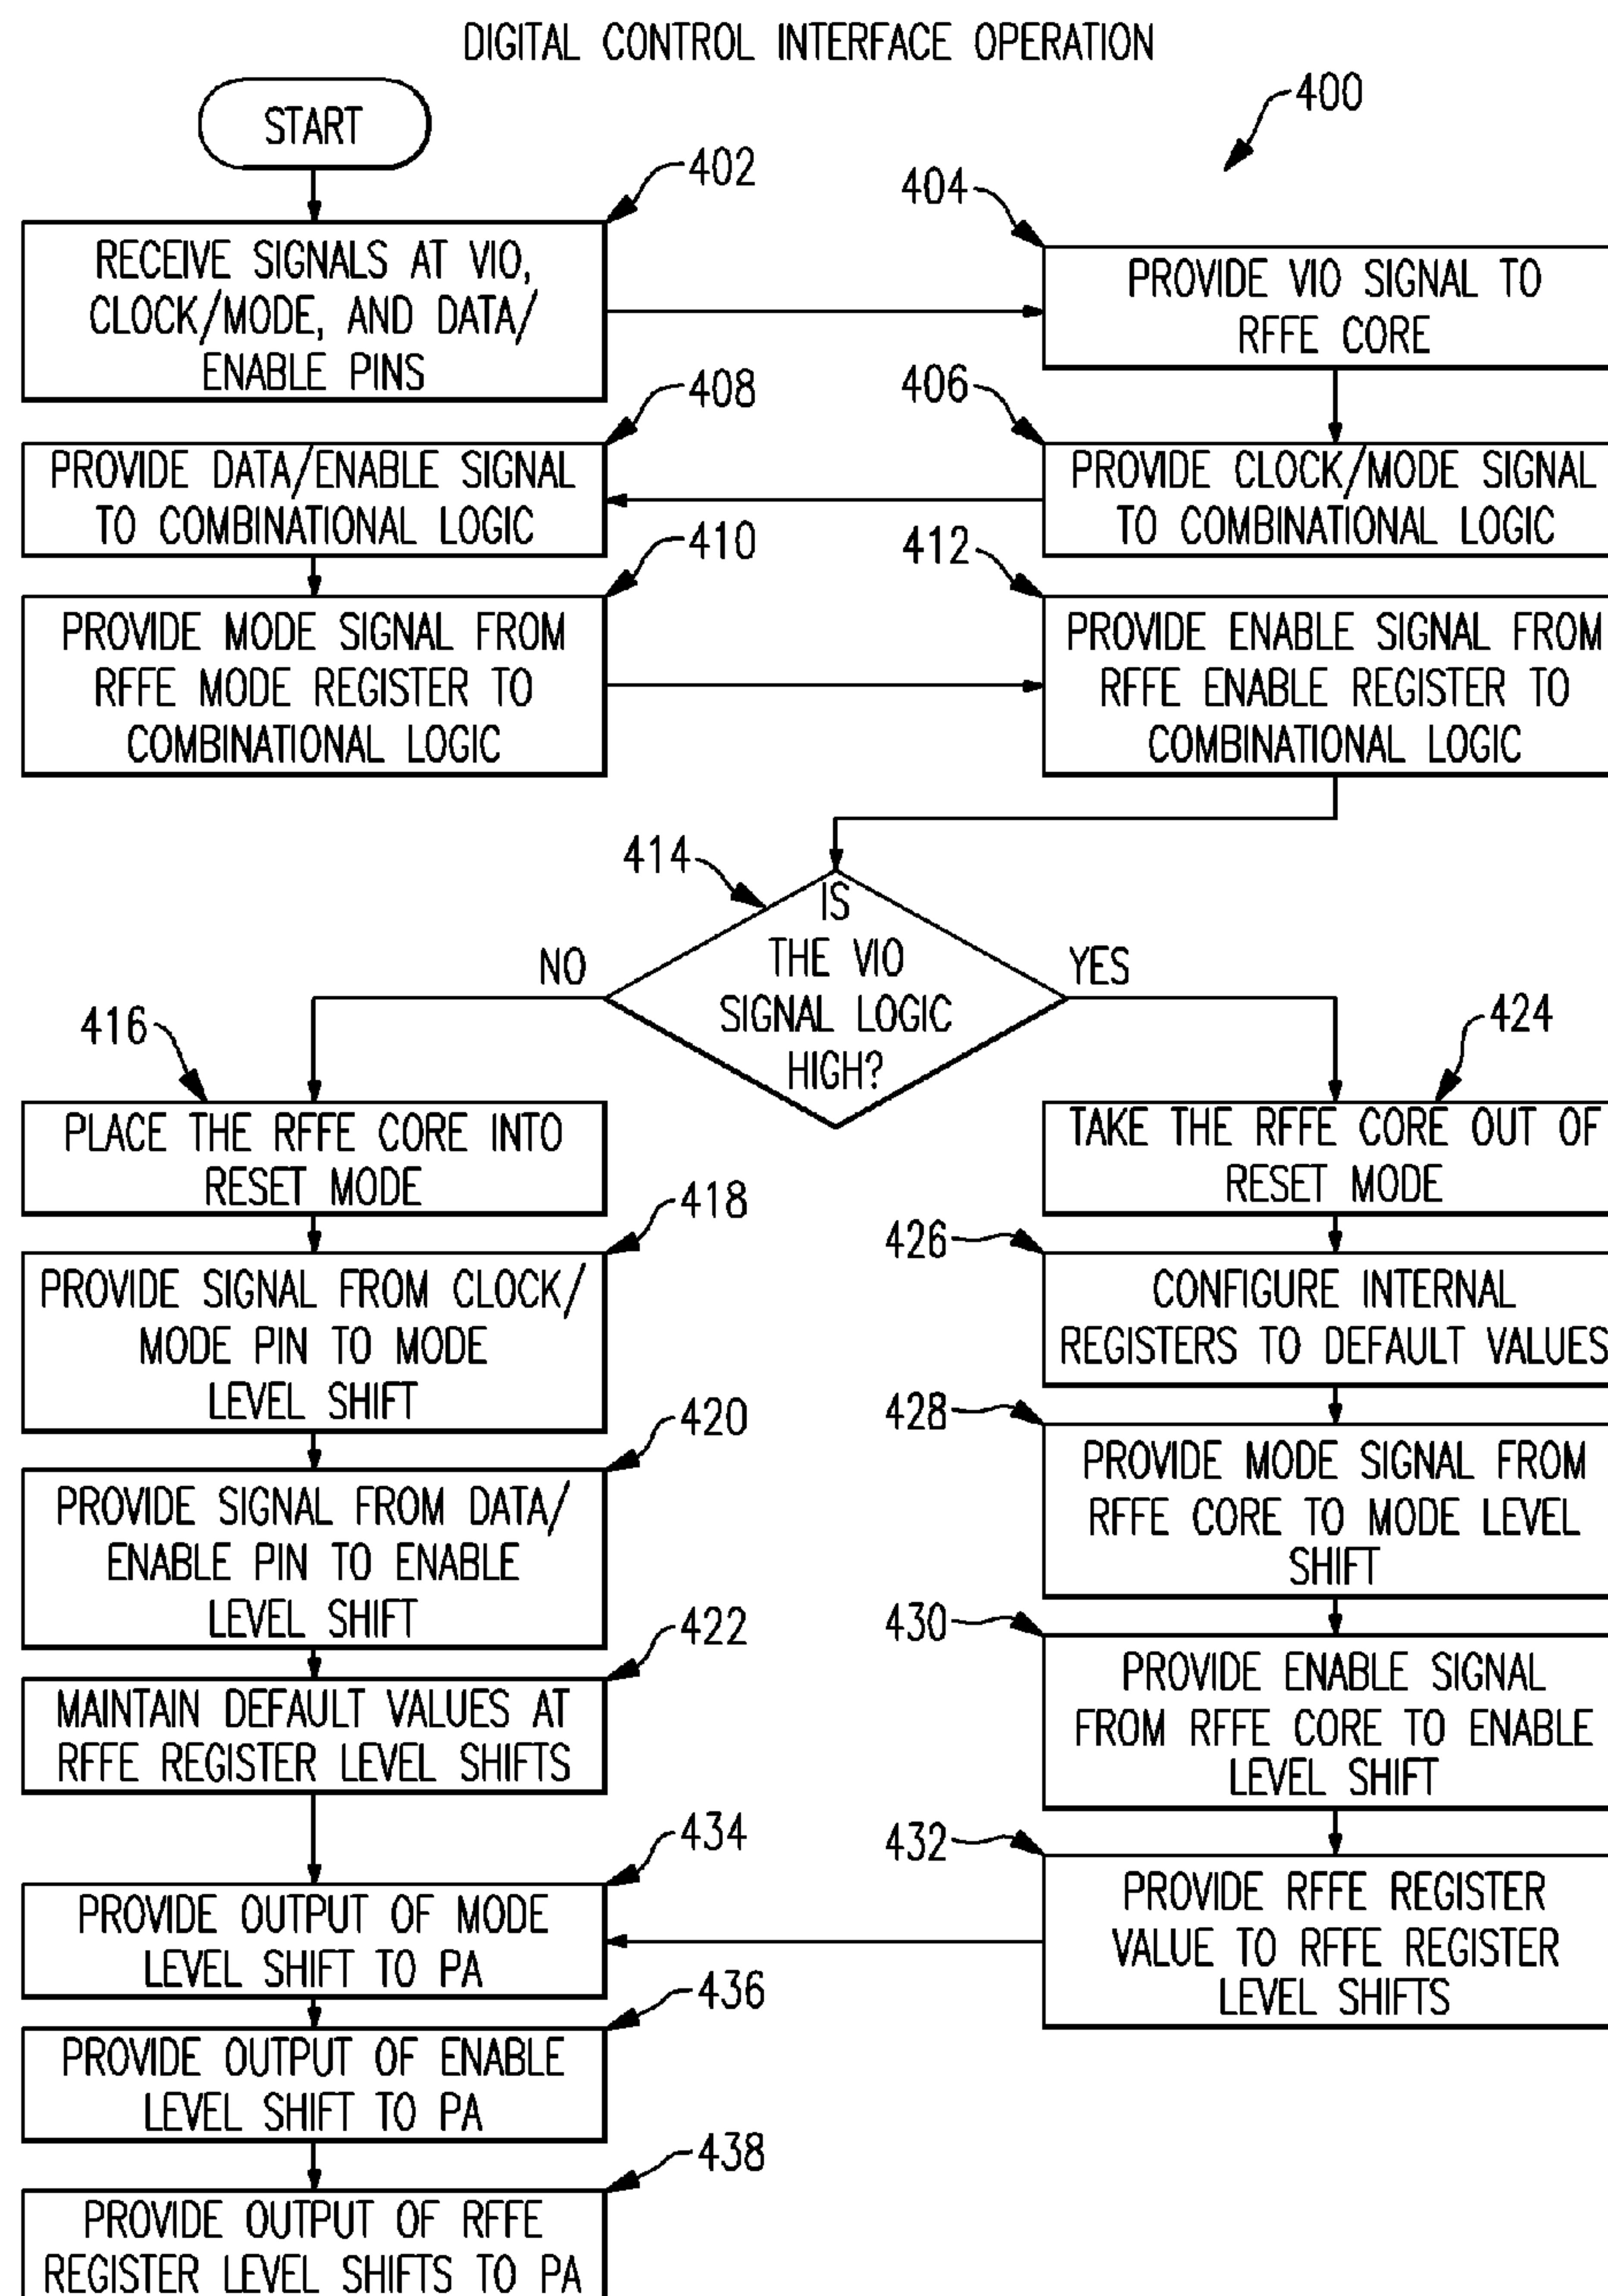 DIGITAL CONTROL INTERFACE OPERATION
400
START
402
RECEIVE SIGNALS AT VIO,
CLOCK/MODE, AND DATA/
ENABLE PINS
404
PROVIDE VIO SIGNAL TO
RFFE CORE
406
PROVIDE CLOCK/MODE SIGNAL
TO COMBINATIONAL LOGIC
408
PROVIDE DATA/ENABLE SIGNAL
TO COMBINATIONAL LOGIC
410
PROVIDE MODE SIGNAL FROM
RFFE MODE REGISTER TO
COMBINATIONAL LOGIC
412
PROVIDE ENABLE SIGNAL FROM
RFFE ENABLE REGISTER TO
COMBINATIONAL LOGIC
414
IS
THE VIO
SIGNAL LOGIC
HIGH?
NO
YES
416
PLACE THE RFFE CORE INTO
RESET MODE
418
PROVIDE SIGNAL FROM CLOCK/
MODE PIN TO MODE
LEVEL SHIFT
420
PROVIDE SIGNAL FROM DATA/
ENABLE PIN TO ENABLE
LEVEL SHIFT
422
MAINTAIN DEFAULT VALUES AT
RFFE REGISTER LEVEL SHIFTS
424
TAKE THE RFFE CORE OUT OF
RESET MODE
426
CONFIGURE INTERNAL
REGISTERS TO DEFAULT VALUES
428
PROVIDE MODE SIGNAL FROM
RFFE CORE TO MODE LEVEL
SHIFT
430
PROVIDE ENABLE SIGNAL
FROM RFFE CORE TO ENABLE
LEVEL SHIFT
432
PROVIDE RFFE REGISTER
VALUE TO RFFE REGISTER
LEVEL SHIFTS
434
PROVIDE OUTPUT OF MODE
LEVEL SHIFT TO PA
436
PROVIDE OUTPUT OF ENABLE
LEVEL SHIFT TO PA
438
PROVIDE OUTPUT OF RFFE
REGISTER LEVEL SHIFTS TO PA